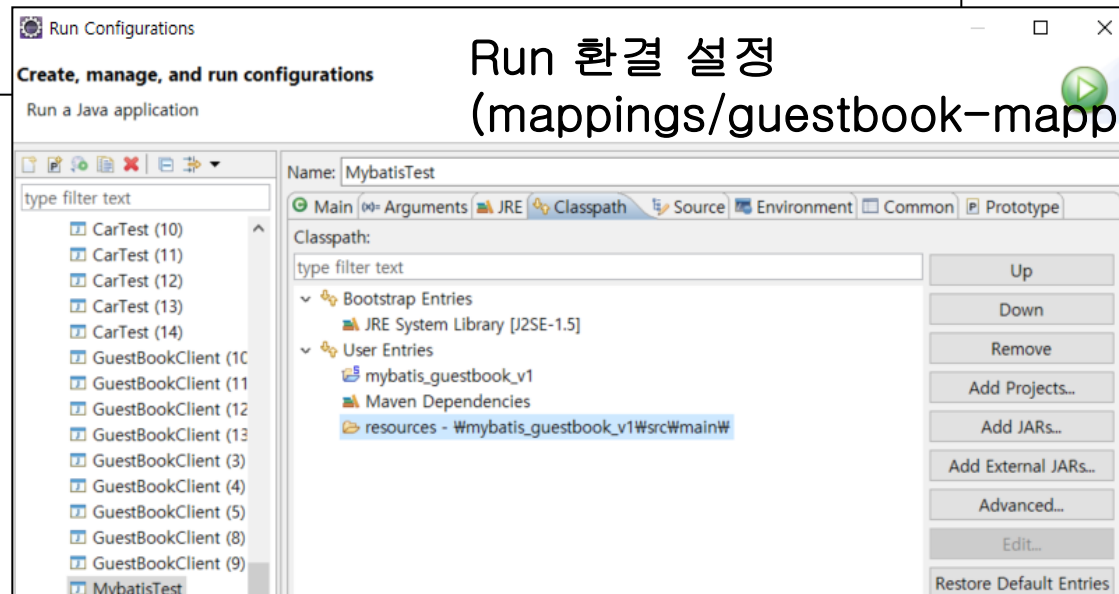 Run Configurations
Run 환결 설정
(mappings/guestbook-mapp
Create, manage, and run configurations
Run a Java application
Name: MybatisTest
type filter text
Main Arguments JRE Classpath Source Environment Common Prototype
CarTest (10)
CarTest (11)
CarTest (12)
CarTest (13)
CarTest (14)
GuestBookClient (10
GuestBookClient (11
GuestBookClient (12
GuestBookClient (13
GuestBookClient (3)
GuestBookClient (4)
GuestBookClient (5)
GuestBookClient (8)
GuestBookClient (9)
MybatisTest
Classpath:
type filter text
Bootstrap Entries
JRE System Library [J2SE-1.5]
User Entries
mybatis_guestbook_v1
Maven Dependencies
resources - ₩mybatis_guestbook_v1₩src₩main₩
Up
Down
Remove
Add Projects...
Add JARs...
Add External JARs...
Advanced...
Edit...
Restore Default Entries